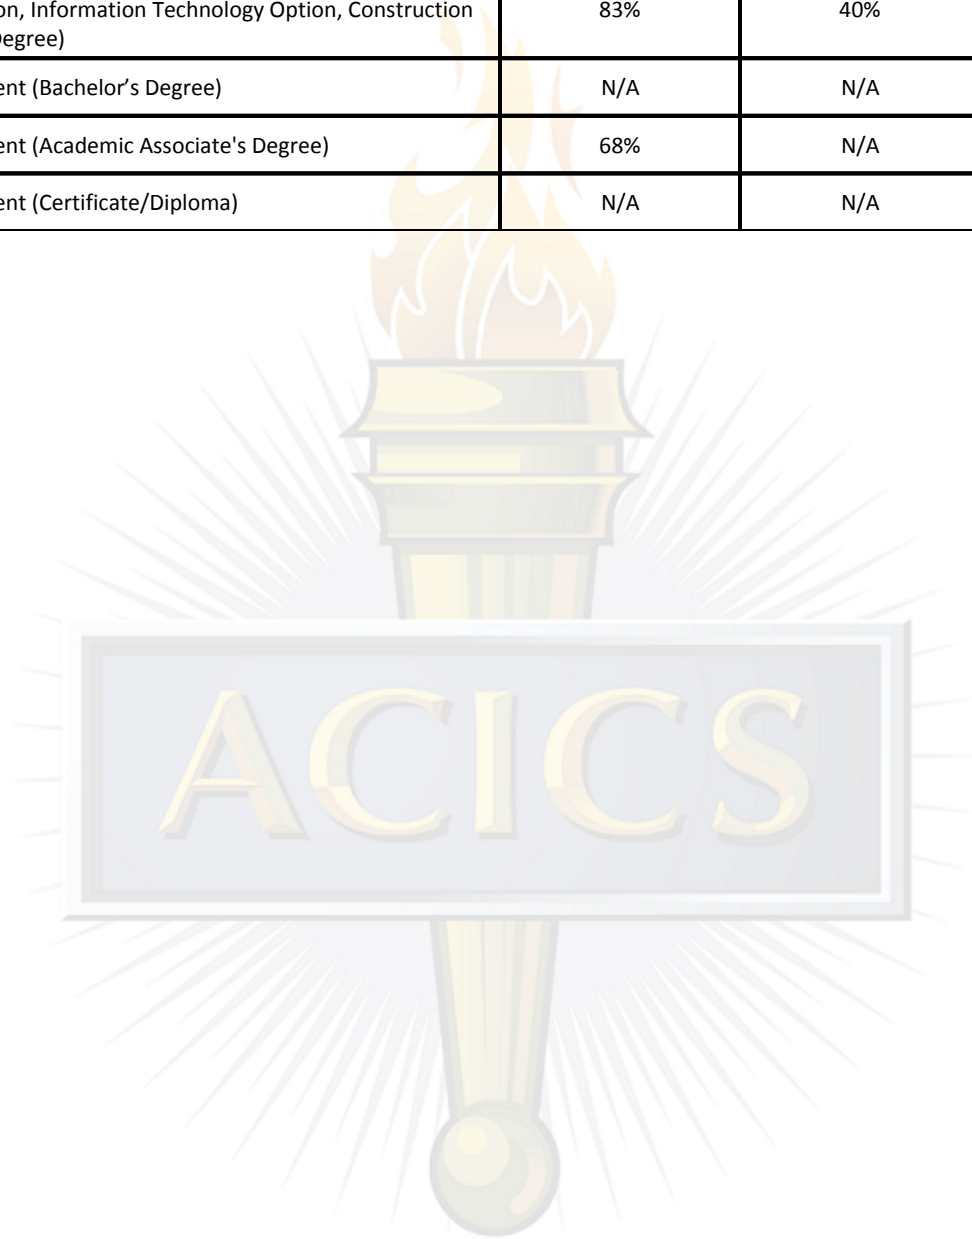 on, Information Technology Option, Construction 83% 40%
Degree)
ent (Bachelor’s Degree) N/A N/A
ent (Academic Associate's Degree) 68% N/A
ent (Certificate/Diploma) N/A N/A
ACICS